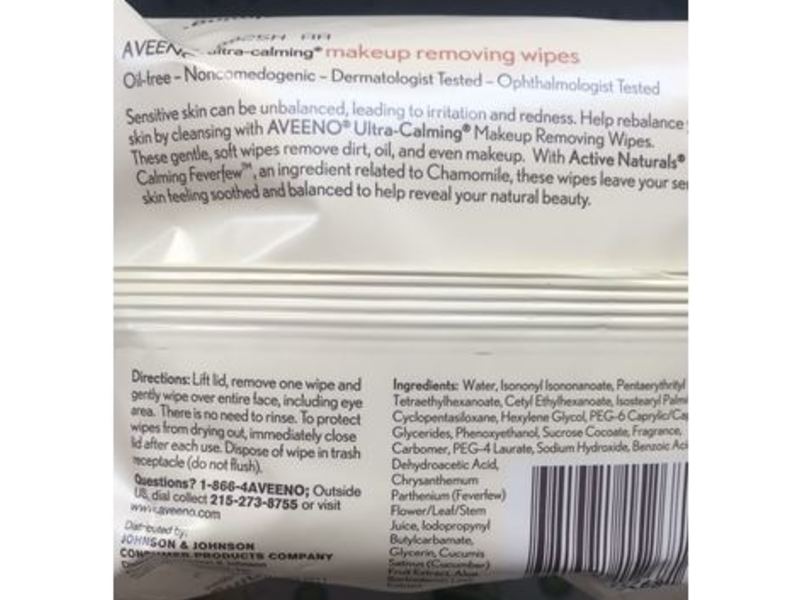 AVEEN ultra-calming® makeup removing wipes
Oil-free – Noncomedogenic – Dermatologist Tested – Ophthalmologist Tested
Sensitive skin can be unbalanced, leading to irritation and redness. Help rebalance
skin by cleansing with AVEENO® Ultra-Calming® Makeup Removing Wipes.
These gentle, soft wipes remove dirt, oil, and even makeup. With Active Naturals®
Calming Feverfew™, an ingredient related to Chamomile, these wipes leave your se
skin feeling soothed and balanced to help reveal your natural beauty.
Directions: Lift lid, remove one wipe and
gently wipe over entire face, including eye
area. There is no need to rinse. To protect
wipes from drying out, immediately close
lid after each use. Dispose of wipe in trash
receptacle (do not flush).
Questions? 1-866-4AVEENO; Outside
US, dial collect 215-273-8755 or visit
www.aveeno.com
Distributed by:
JOHNSON & JOHNSON
CONSUMER PRODUCTS COMPANY
Ingredients: Water, Isononyl Isononanoate, Pentaerythrityl
Tetraethylhexanoate, Cetyl Ethylhexanoate, Isostearyl Palmi
Cyclopentasiloxane, Hexylene Glycol, PEG-6 Caprylic/Cap
Glycerides, Phenoxyethanol, Sucrose Cocoate, Fragrance,
Carbomer, PEG-4 Laurate, Sodium Hydroxide, Benzoic Aci
Dehydroacetic Acid,
Chrysanthemum
Parthenium (Feverfew)
Flower/Leaf/Stem
Juice, Iodopropynyl
Butylcarbamate,
Glycerin, Cucumis
Sativus (Cucumber)
Fruit Extract, Aloe